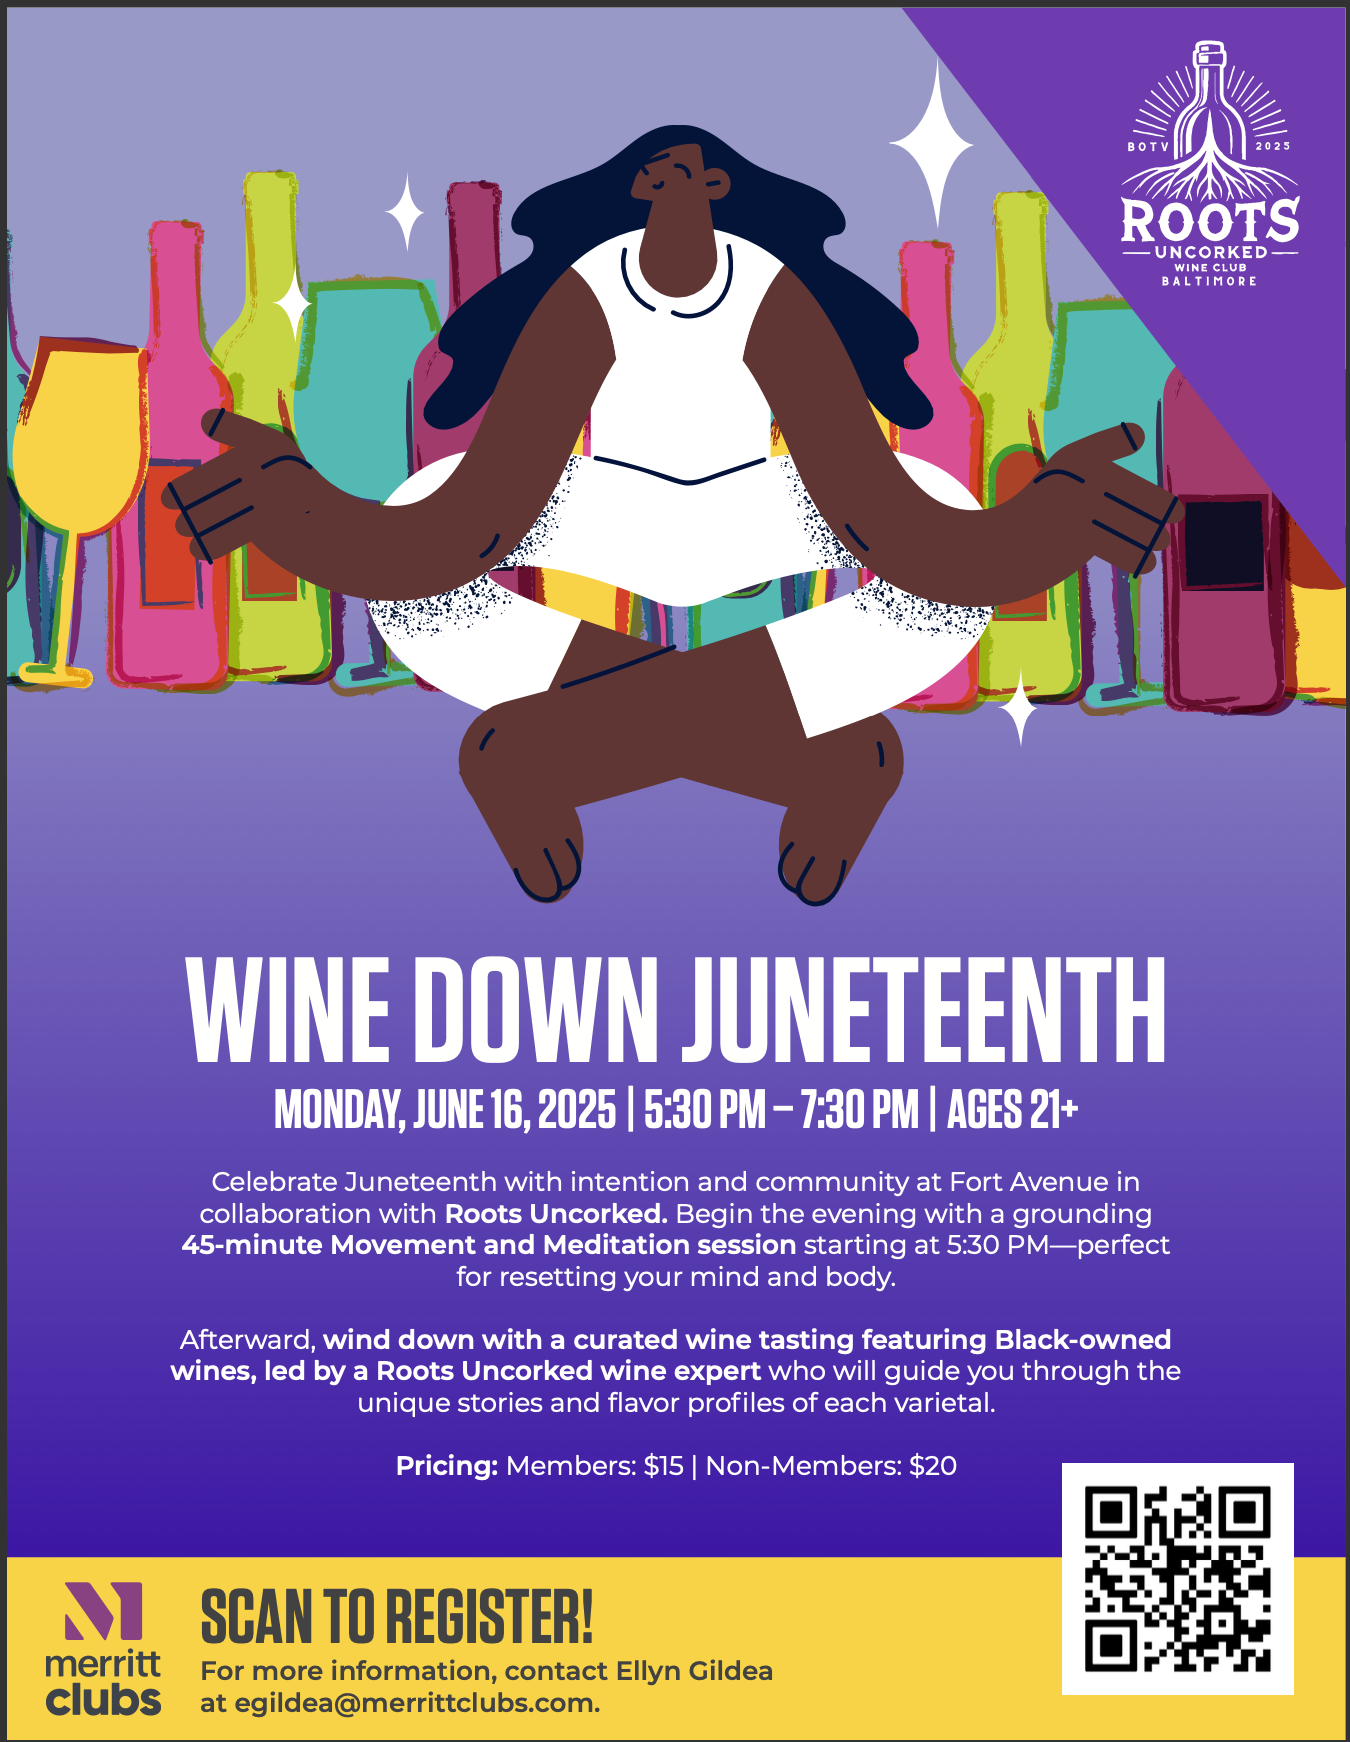 BOTV 2025
ROOTS
UNCORKED
WINE CLUB
BALTIMORE
WINE DOWN JUNETEENTH
MONDAY, JUNE 16, 2025 | 5:30 PM – 7:30 PM | AGES 21+
Celebrate Juneteenth with intention and community at Fort Avenue in
collaboration with Roots Uncorked. Begin the evening with a grounding
45-minute Movement and Meditation session starting at 5:30 PM—perfect
for resetting your mind and body.
Afterward, wind down with a curated wine tasting featuring Black-owned
wines, led by a Roots Uncorked wine expert who will guide you through the
unique stories and flavor profiles of each varietal.
Pricing: Members: $15 | Non-Members: $20
merritt
clubs
SCAN TO REGISTER!
For more information, contact Ellyn Gildea
at egildea@merrittclubs.com.